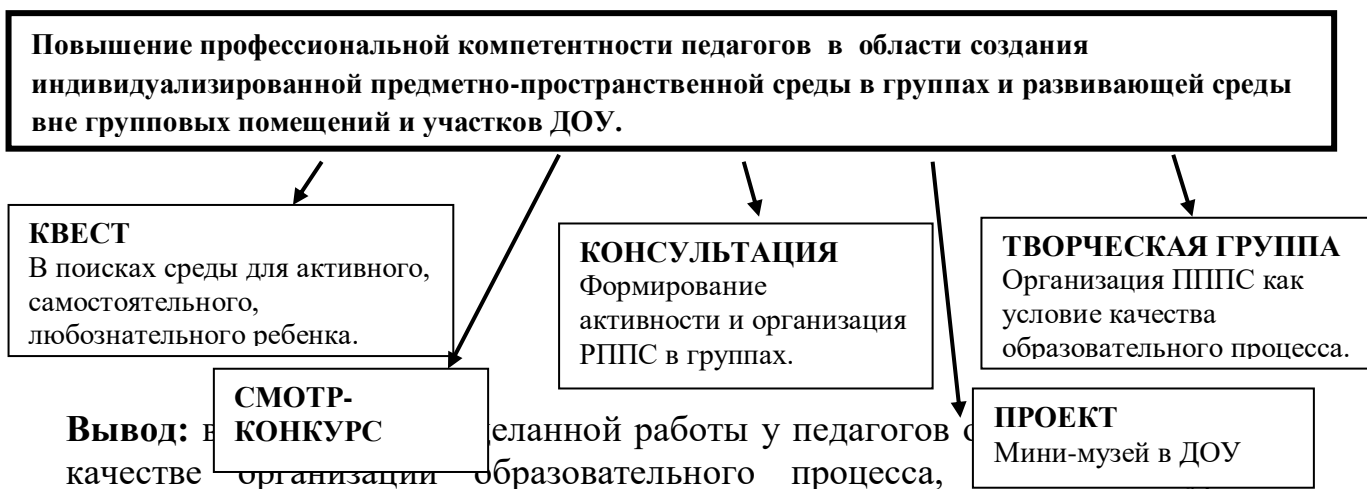 Повышение профессиональной компетентности педагогов в области создания
индивидуализированной предметно-пространственной среды в группах и развивающей среды
вне групповых помещений и участков ДОУ.
КВЕСТ
В поисках среды для активного,
самостоятельного,
любознательного ребенка.
КОНСУЛЬТАЦИЯ
Формирование
активности и организация
РППС в группах.
ТВОРЧЕСКАЯ ГРУППА
Организация ПППС как
условие качества
образовательного процесса.
СМОТР-
КОНКУРС
ПРОЕКТ
Мини-музей в ДОУ
Вывод: работы у педагогов
качестве организации образовательного процесса,